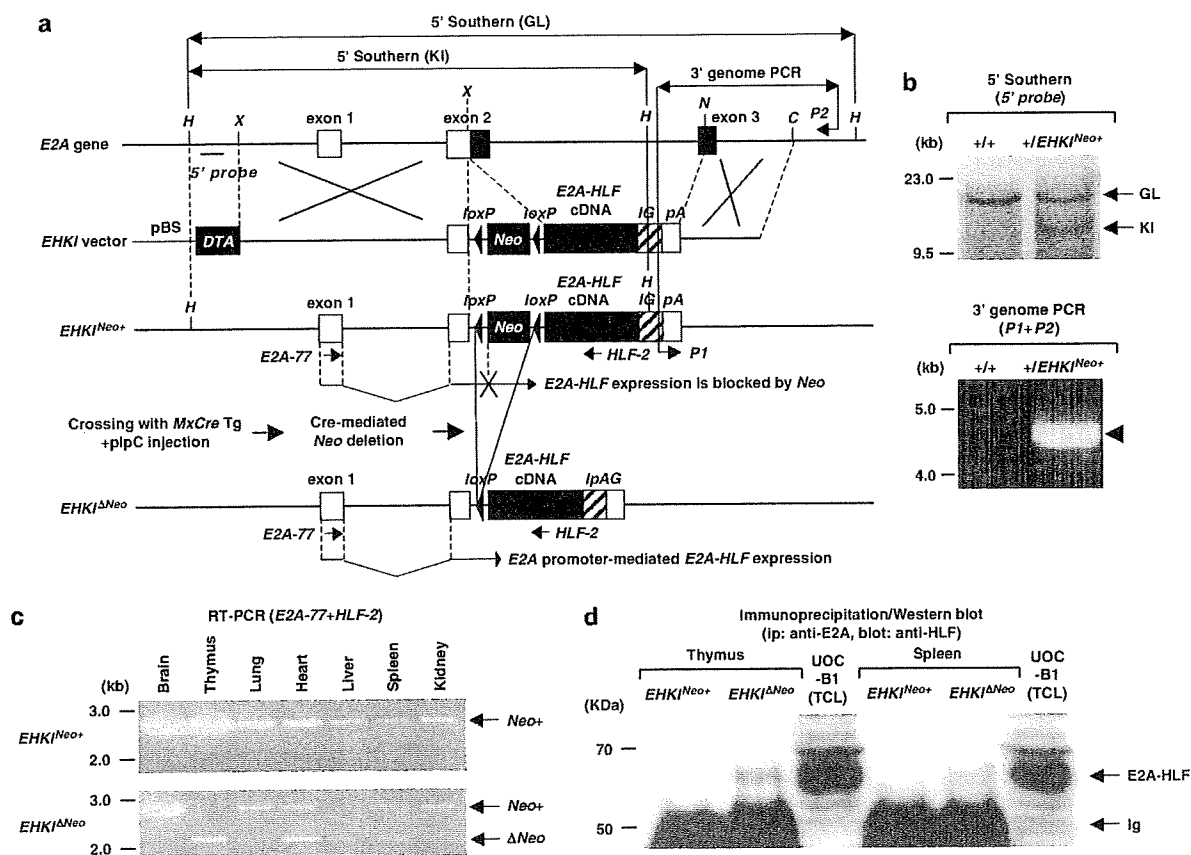 a
5' Southern (GL)
5' Southern (KI)
3' genome PCR
H X exon 1 X exon 2 H N exon 3 C P2 H
E2A gene
5' probe
pBS
loxP loxP E2A-HLF cDNA IG pA
EHKI vector DTA Neo
H exon 1 loxP loxP E2A-HLF cDNA H IG pA
EHKI^Neo+ Neo
E2A-77 HLF-2 P1
E2A-HLF expression is blocked by Neo
Crossing with MxCre Tg +pIpC injection
Cre-mediated Neo deletion
exon 1 loxP E2A-HLF cDNA IpAG
EHKI^ΔNeo
E2A-77 HLF-2
E2A promoter-mediated E2A-HLF expression
b
5' Southern
(5' probe)
(kb) +/+ +/EHKI^Neo+
23.0
GL
KI
9.5
3' genome PCR
(P1+P2)
(kb) +/+ +/EHKI^Neo+
5.0
4.0
c
RT-PCR (E2A-77+HLF-2)
(kb) Brain Thymus Lung Heart Liver Spleen Kidney
3.0
EHKI^Neo+ Neo+
2.0
3.0 Neo+
EHKI^ΔNeo
2.0 ΔNeo
d
Immunoprecipitation/Western blot
(ip: anti-E2A, blot: anti-HLF)
Thymus UOC-B1 (TCL) Spleen UOC-B1 (TCL)
EHKI^Neo+ EHKI^ΔNeo EHKI^Neo+ EHKI^ΔNeo
(KDa)
70
E2A-HLF
50 Ig